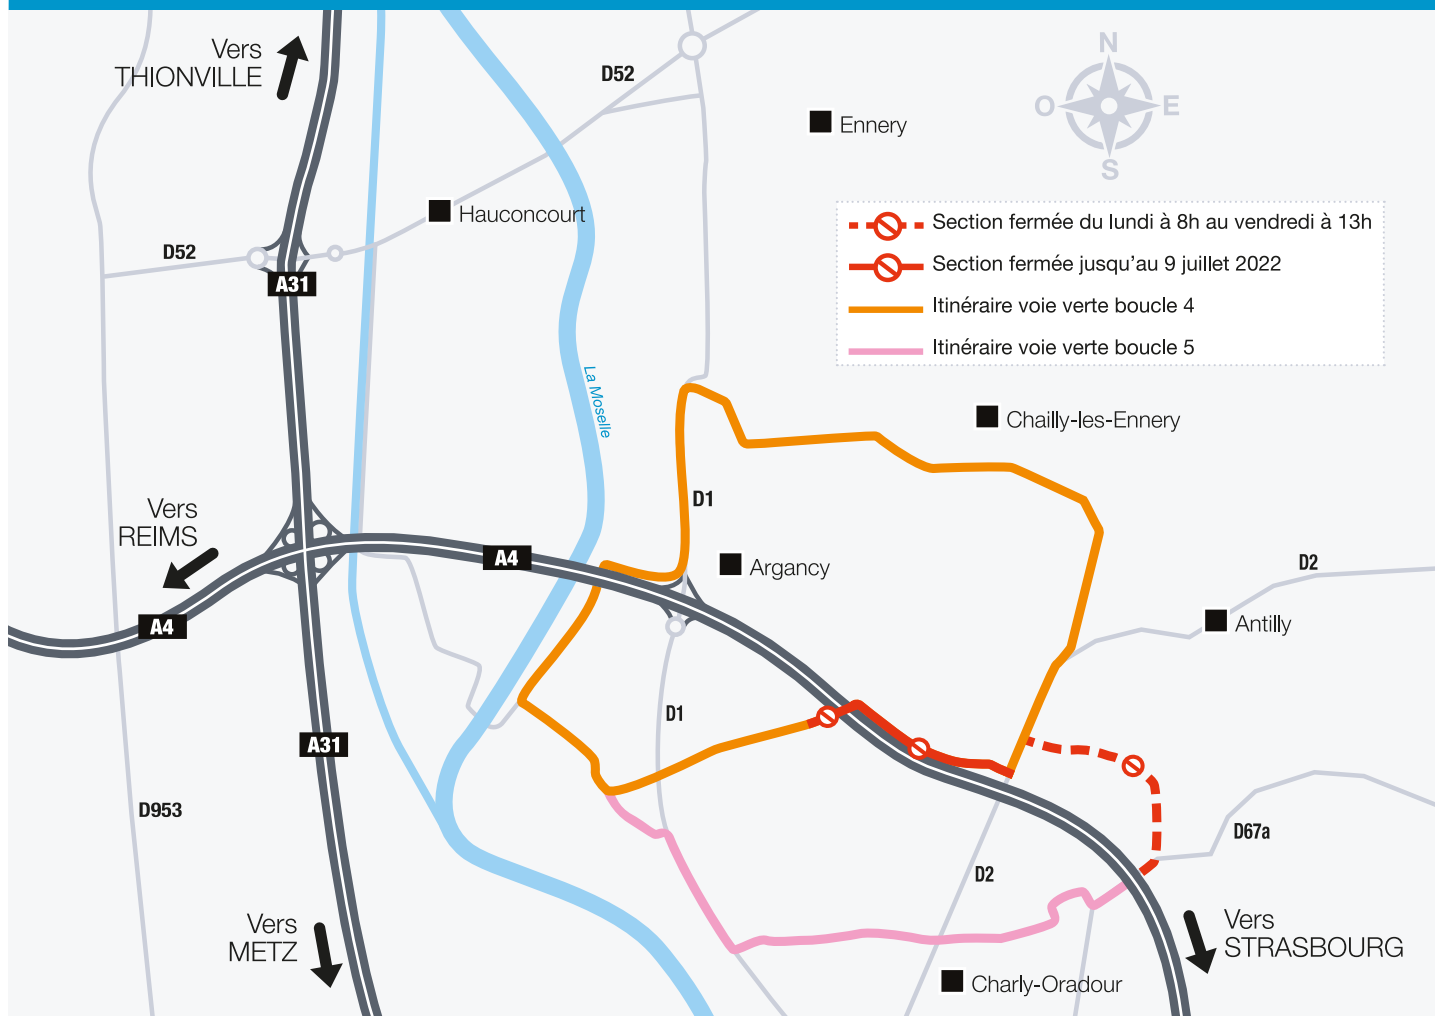 Vers
THIONVILLE
D52
Ennery
N
O
E
S
Hauconcourt
D52
A31
Section fermée du lundi à 8h au vendredi à 13h
Section fermée jusqu'au 9 juillet 2022
Itinéraire voie verte boucle 4
Itinéraire voie verte boucle 5
La Moselle
Chailly-les-Ennery
D1
Vers
REIMS
A4
Argancy
D2
A4
Antilly
D1
A31
D953
D67a
D2
Vers
METZ
Vers
STRASBOURG
Charly-Oradour